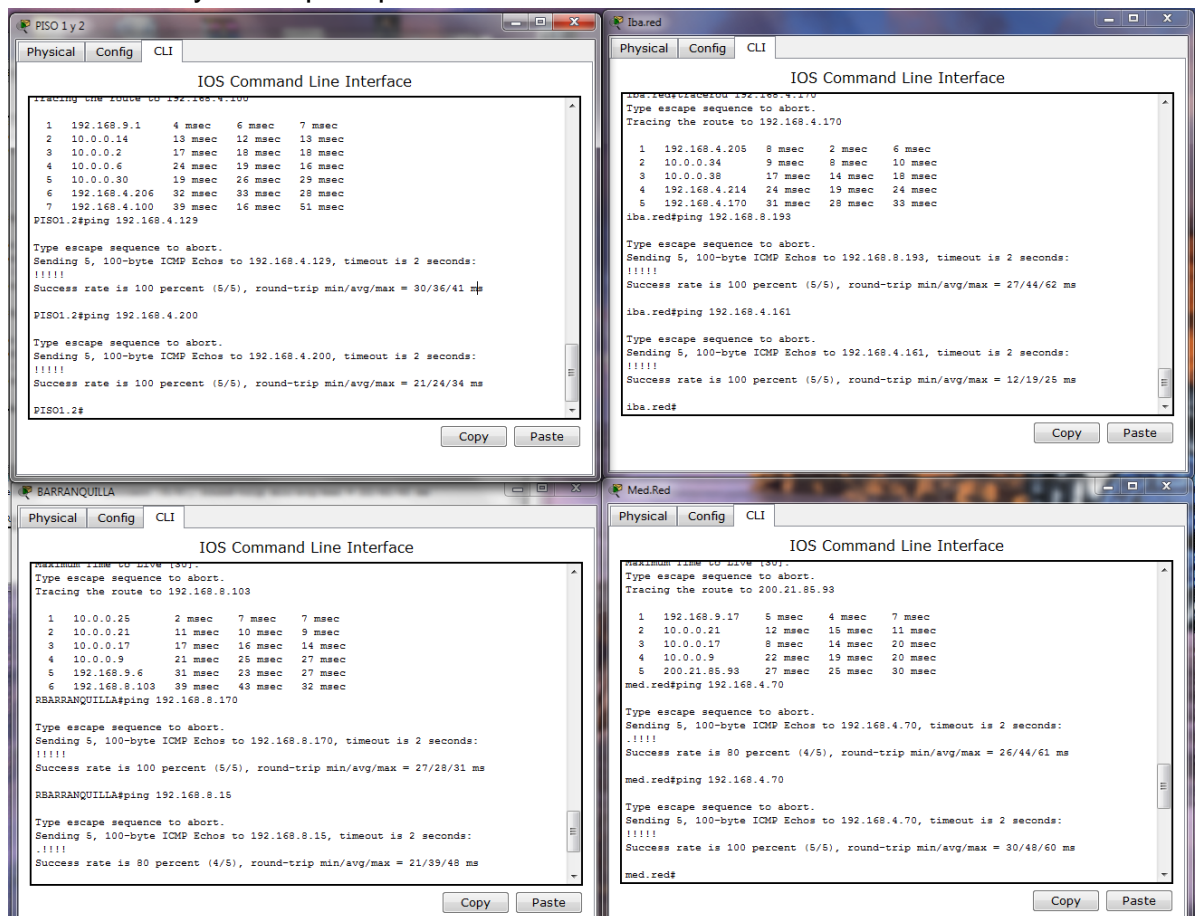 PISO 1 y 2
Physical Config CLI
IOS Command Line Interface
Tracing the route to 192.168.4.100
1 192.168.9.1 4 msec 6 msec 7 msec
2 10.0.0.14 13 msec 12 msec 13 msec
3 10.0.0.2 17 msec 18 msec 18 msec
4 10.0.0.6 24 msec 19 msec 16 msec
5 10.0.0.30 19 msec 26 msec 29 msec
6 192.168.4.206 32 msec 33 msec 28 msec
7 192.168.4.100 39 msec 16 msec 51 msec
PISO1.2#ping 192.168.4.129
Type escape sequence to abort.
Sending 5, 100-byte ICMP Echos to 192.168.4.129, timeout is 2 seconds:
!!!!!
Success rate is 100 percent (5/5), round-trip min/avg/max = 30/36/41 ms
PISO1.2#ping 192.168.4.200
Type escape sequence to abort.
Sending 5, 100-byte ICMP Echos to 192.168.4.200, timeout is 2 seconds:
!!!!!
Success rate is 100 percent (5/5), round-trip min/avg/max = 21/24/34 ms
PISO1.2#
Copy Paste
Iba.red
Physical Config CLI
IOS Command Line Interface
iba.red#tracerou 192.168.4.170
Type escape sequence to abort.
Tracing the route to 192.168.4.170
1 192.168.4.205 8 msec 2 msec 6 msec
2 10.0.0.34 9 msec 8 msec 10 msec
3 10.0.0.38 17 msec 14 msec 18 msec
4 192.168.4.214 24 msec 19 msec 24 msec
5 192.168.4.170 31 msec 28 msec 33 msec
iba.red#ping 192.168.8.193
Type escape sequence to abort.
Sending 5, 100-byte ICMP Echos to 192.168.8.193, timeout is 2 seconds:
!!!!!
Success rate is 100 percent (5/5), round-trip min/avg/max = 27/44/62 ms
iba.red#ping 192.168.4.161
Type escape sequence to abort.
Sending 5, 100-byte ICMP Echos to 192.168.4.161, timeout is 2 seconds:
!!!!!
Success rate is 100 percent (5/5), round-trip min/avg/max = 12/19/25 ms
iba.red#
Copy Paste
BARRANQUILLA
Physical Config CLI
IOS Command Line Interface
Maximum Time to Live [30]:
Type escape sequence to abort.
Tracing the route to 192.168.8.103
1 10.0.0.25 2 msec 7 msec 7 msec
2 10.0.0.21 11 msec 10 msec 9 msec
3 10.0.0.17 17 msec 16 msec 14 msec
4 10.0.0.9 21 msec 25 msec 27 msec
5 192.168.9.6 31 msec 23 msec 27 msec
6 192.168.8.103 39 msec 43 msec 32 msec
RBARRANQUILLA#ping 192.168.8.170
Type escape sequence to abort.
Sending 5, 100-byte ICMP Echos to 192.168.8.170, timeout is 2 seconds:
!!!!!
Success rate is 100 percent (5/5), round-trip min/avg/max = 27/28/31 ms
RBARRANQUILLA#ping 192.168.8.15
Type escape sequence to abort.
Sending 5, 100-byte ICMP Echos to 192.168.8.15, timeout is 2 seconds:
.!!!!
Success rate is 80 percent (4/5), round-trip min/avg/max = 21/39/48 ms
Copy Paste
Med.Red
Physical Config CLI
IOS Command Line Interface
Maximum Time to Live [30]:
Type escape sequence to abort.
Tracing the route to 200.21.85.93
1 192.168.9.17 5 msec 4 msec 7 msec
2 10.0.0.21 12 msec 15 msec 11 msec
3 10.0.0.17 8 msec 14 msec 20 msec
4 10.0.0.9 22 msec 19 msec 20 msec
5 200.21.85.93 27 msec 25 msec 30 msec
med.red#ping 192.168.4.70
Type escape sequence to abort.
Sending 5, 100-byte ICMP Echos to 192.168.4.70, timeout is 2 seconds:
.!!!!
Success rate is 80 percent (4/5), round-trip min/avg/max = 26/44/61 ms
med.red#ping 192.168.4.70
Type escape sequence to abort.
Sending 5, 100-byte ICMP Echos to 192.168.4.70, timeout is 2 seconds:
!!!!!
Success rate is 100 percent (5/5), round-trip min/avg/max = 30/48/60 ms
med.red#
Copy Paste